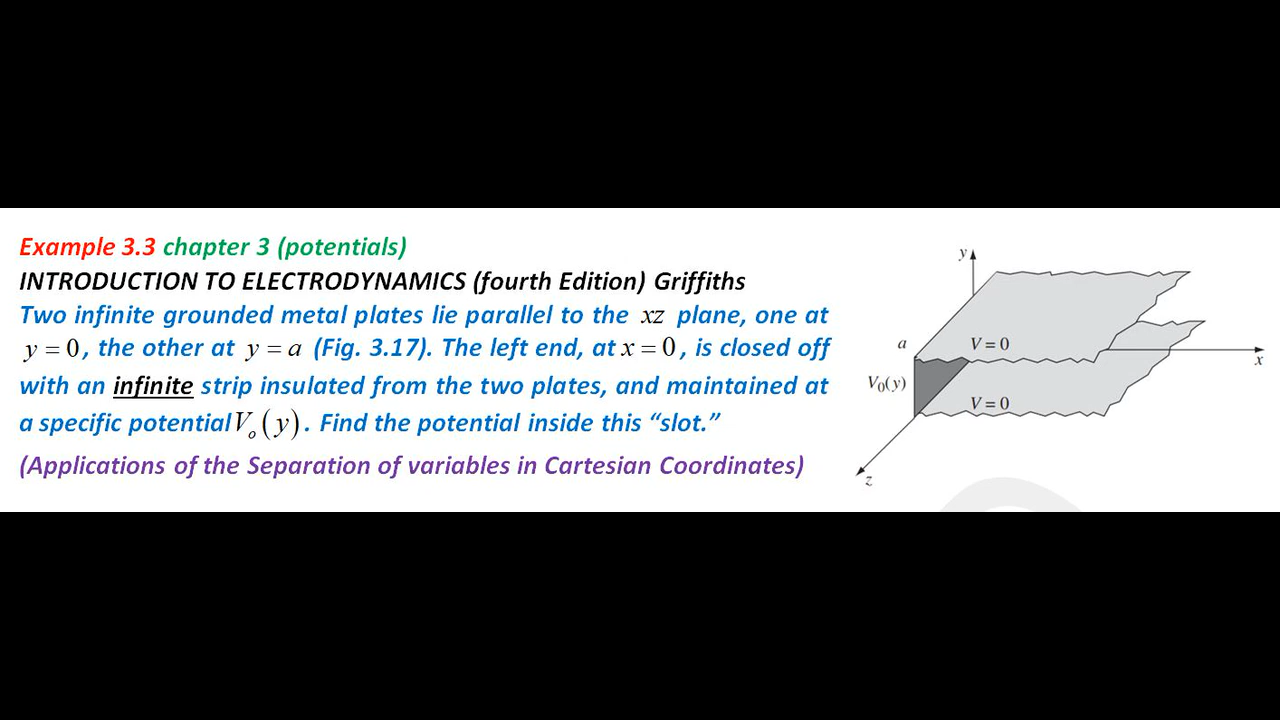 Example 3.3 chapter 3 (potentials)
INTRODUCTION TO ELECTRODYNAMICS (fourth Edition) Griffiths
Two infinite grounded metal plates lie parallel to the xz plane, one at
y = 0, the other at y = a (Fig. 3.17). The left end, at x = 0, is closed off
with an infinite strip insulated from the two plates, and maintained at
a specific potential Vo(y). Find the potential inside this “slot.”
(Applications of the Separation of variables in Cartesian Coordinates)
y
a
V = 0
x
V0(y)
V = 0
z